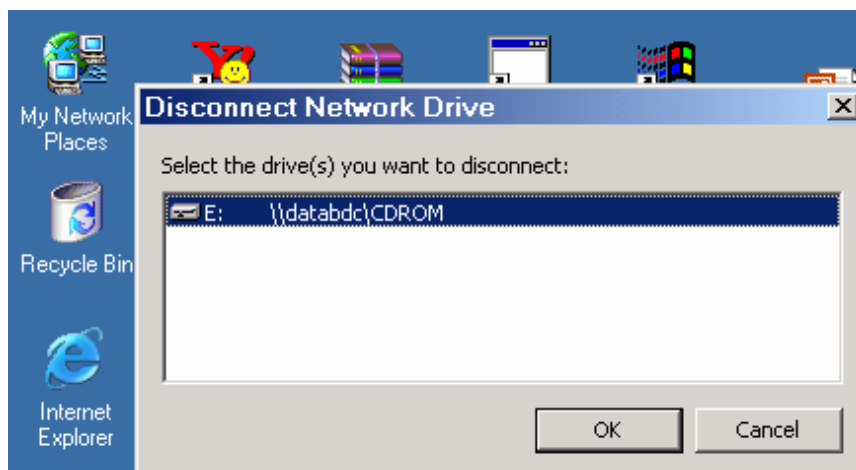 My Network
Places
Recycle Bin
Internet
Explorer
Disconnect Network Drive
Select the drive(s) you want to disconnect:
E: \\databdc\CDROM
OK
Cancel